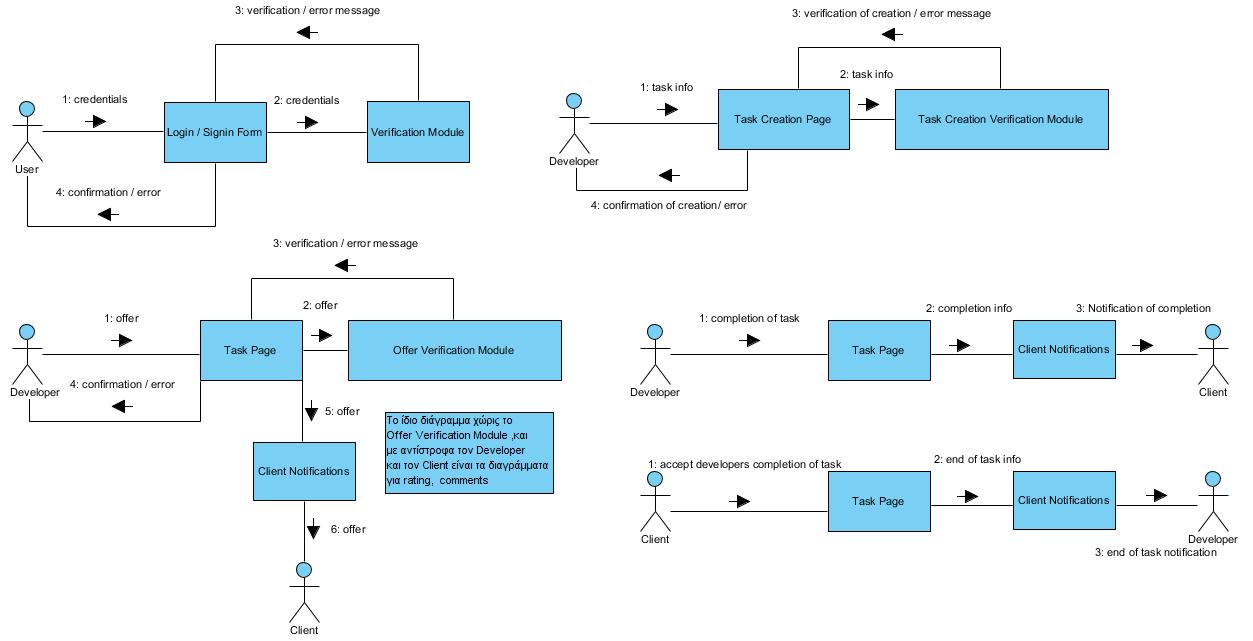 3: verification / error message
1: credentials
2: credentials
Login / Signin Form
Verification Module
User
4: confirmation / error
3: verification of creation / error message
2: task info
1: task info
Task Creation Page
Task Creation Verification Module
Developer
4: confirmation of creation/ error
3: verification / error message
2: offer
1: offer
Task Page
Offer Verification Module
4: confirmation / error
Developer
5: offer
Το ίδιο διάγραμμα χώρις το
Offer Verification Module ,και
με αντίστροφα τον Developer
και τον Client είναι τα διαγράμματα
για rating, comments
Client Notifications
6: offer
Client
1: completion of task
2: completion info
3: Notification of completion
Task Page
Client Notifications
Developer
Client
1: accept developers completion of task
2: end of task info
Task Page
Client Notifications
Client
Developer
3: end of task notification